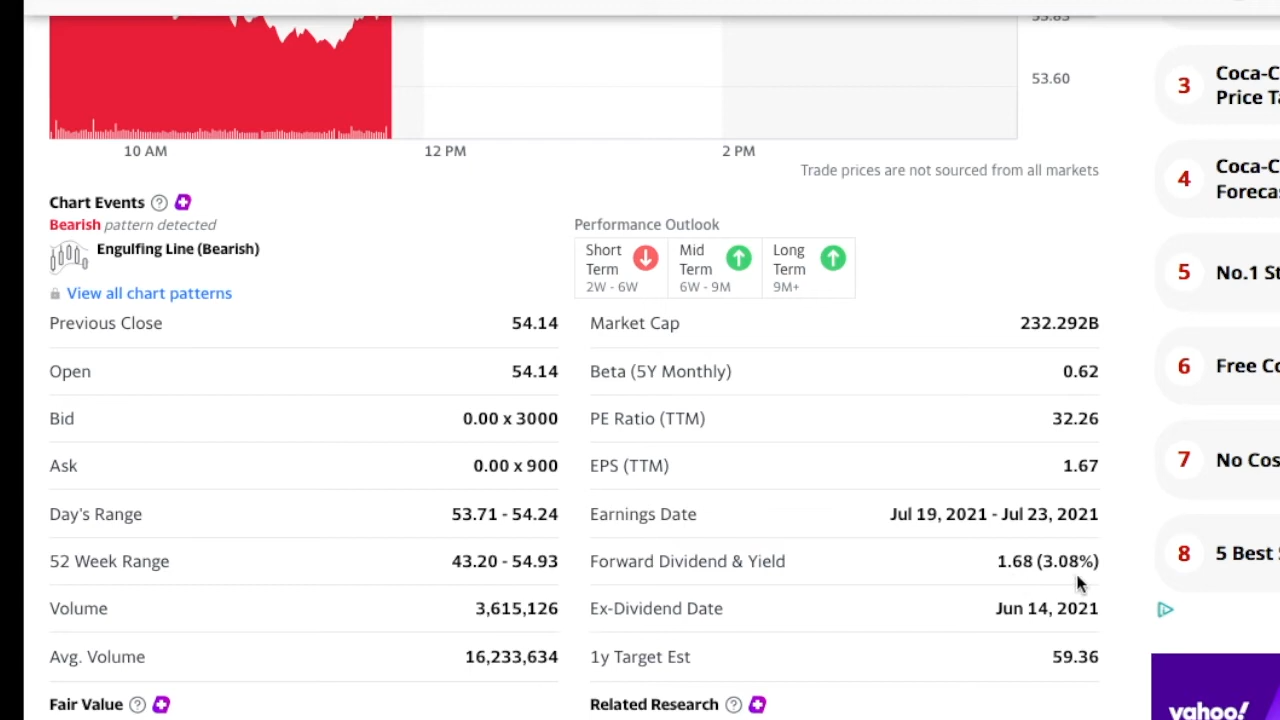 53.60
10 AM 12 PM 2 PM
Trade prices are not sourced from all markets
Chart Events
Bearish pattern detected
Engulfing Line (Bearish)
View all chart patterns
Performance Outlook
Short Term 2W - 6W
Mid Term 6W - 9M
Long Term 9M+
Previous Close 54.14
Open 54.14
Bid 0.00 x 3000
Ask 0.00 x 900
Day's Range 53.71 - 54.24
52 Week Range 43.20 - 54.93
Volume 3,615,126
Avg. Volume 16,233,634
Fair Value
Market Cap 232.292B
Beta (5Y Monthly) 0.62
PE Ratio (TTM) 32.26
EPS (TTM) 1.67
Earnings Date Jul 19, 2021 - Jul 23, 2021
Forward Dividend & Yield 1.68 (3.08%)
Ex-Dividend Date Jun 14, 2021
1y Target Est 59.36
Related Research
3 Coca-C
Price Ta
4 Coca-C
Foreca
5 No.1 St
6 Free Co
7 No Cos
8 5 Best
yahoo!